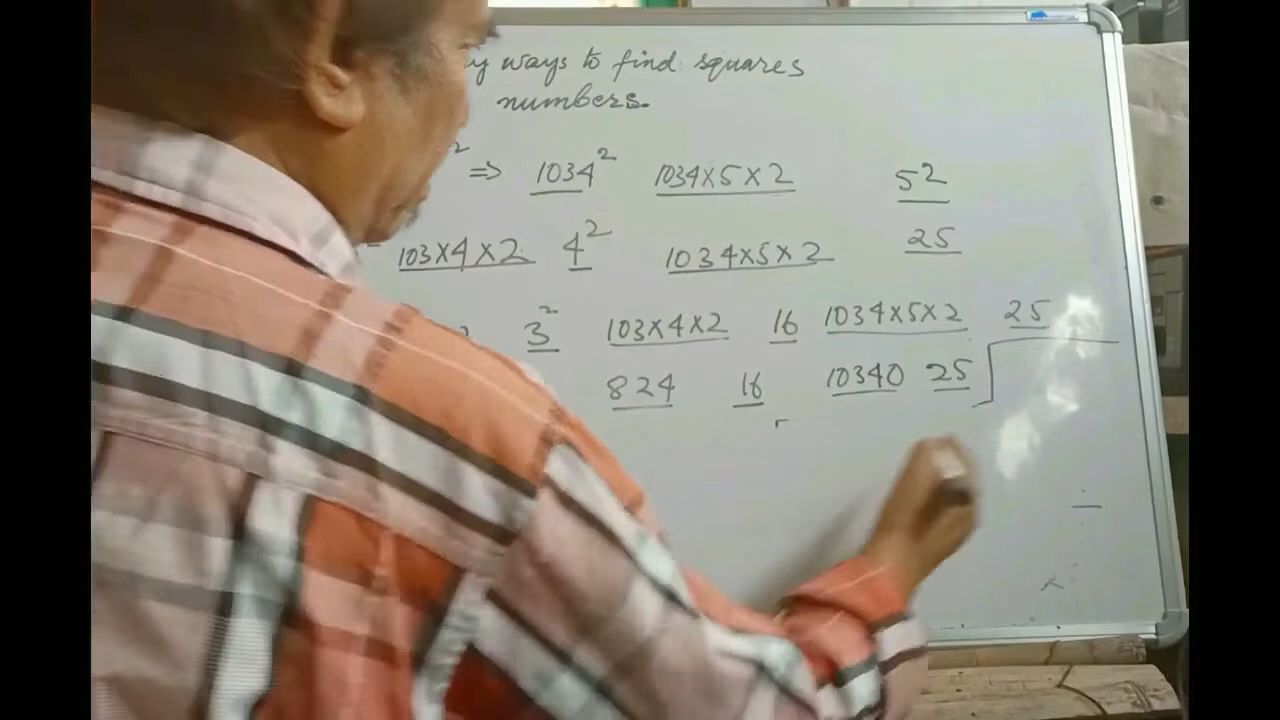 ways to find squares
numbers.
² ⇒ 1034² 1034×5×2 5²
103×4×2 4² 1034×5×2 25
3² 103×4×2 16 1034×5×2 25
824 16 10340 25